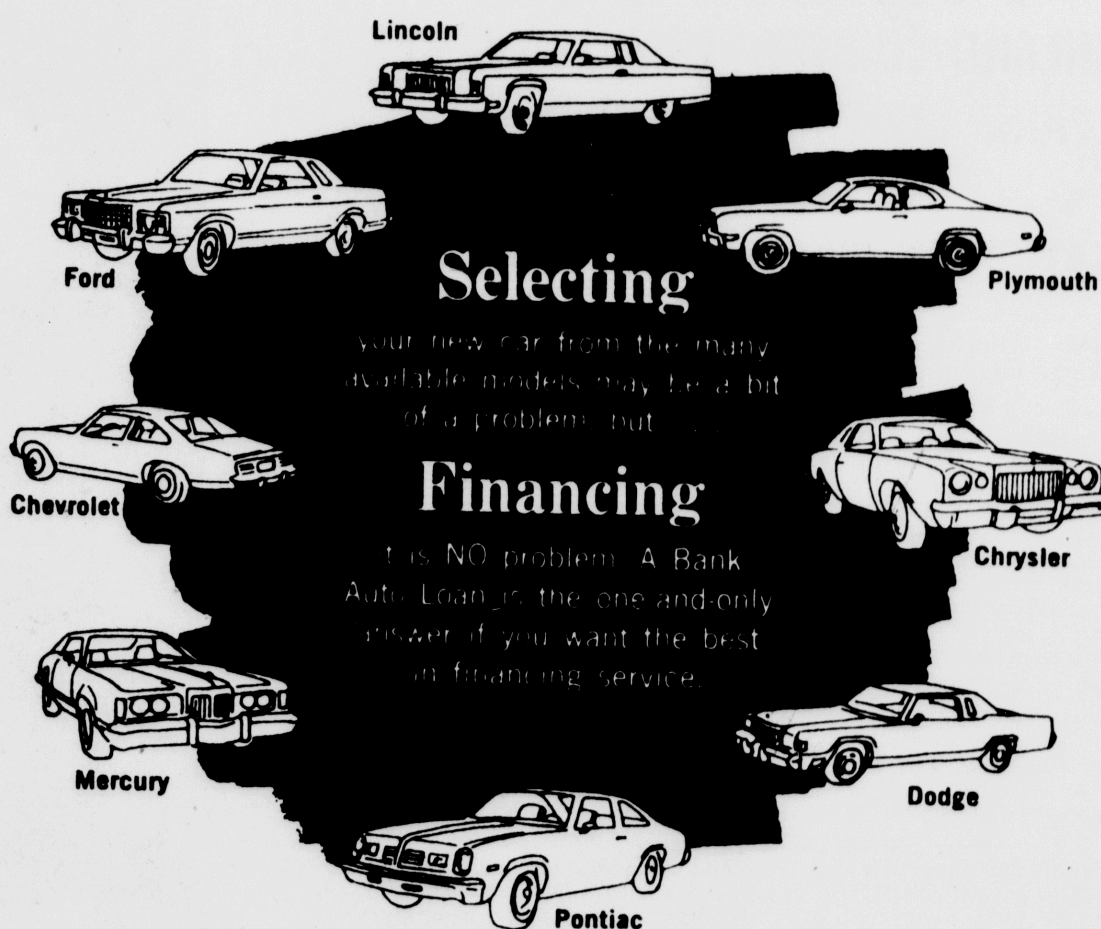 Lincoln
Ford
Plymouth
Selecting
your new car from the many
available models may be a bit
of a problem, but . . .
Chevrolet
Financing
it is NO problem. A Bank
Auto Loan is the one-and-only
answer if you want the best
in financing service.
Chrysler
Mercury
Dodge
Pontiac